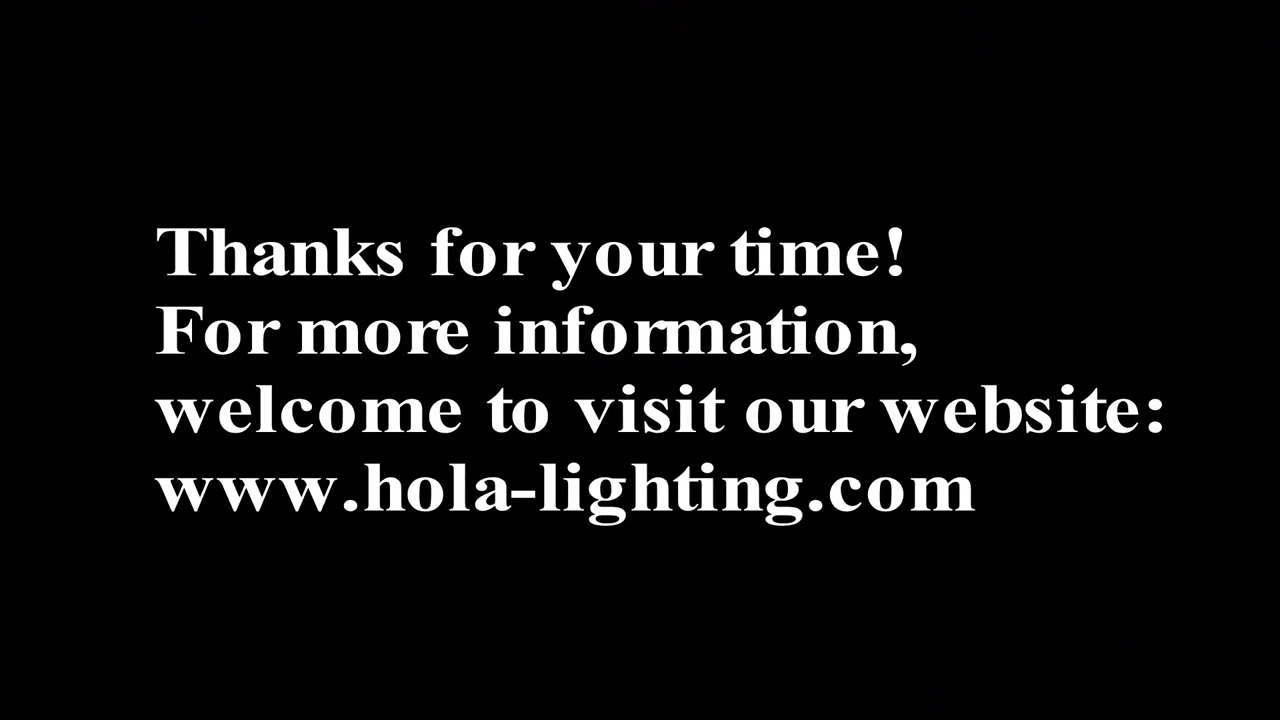 Thanks for your time!
For more information,
welcome to visit our website:
www.hola-lighting.com